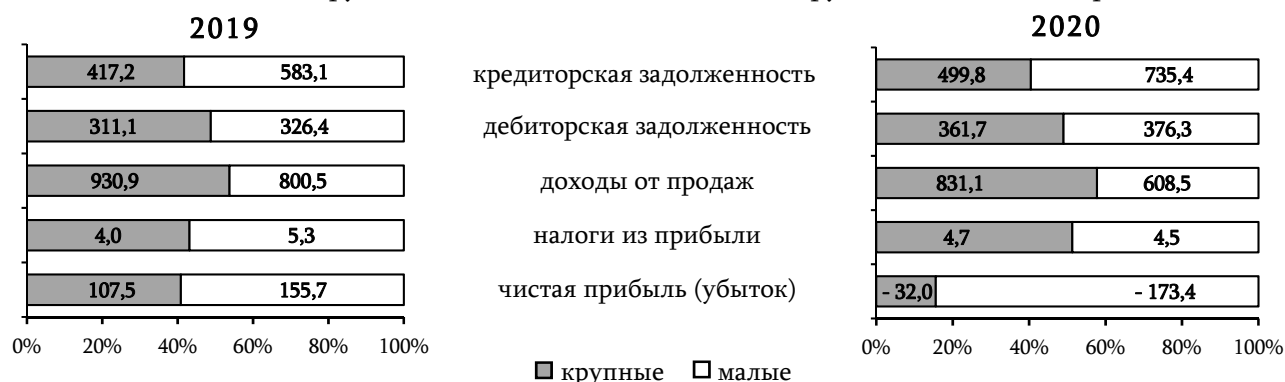 2019
2020
417,2 583,1
кредиторская задолженность
499,8 735,4
311,1 326,4
дебиторская задолженность
361,7 376,3
930,9 800,5
доходы от продаж
831,1 608,5
4,0 5,3
налоги из прибыли
4,7 4,5
107,5 155,7
чистая прибыль (убыток)
- 32,0 - 173,4
0% 20% 40% 60% 80% 100%
0% 20% 40% 60% 80% 100%
крупные малые